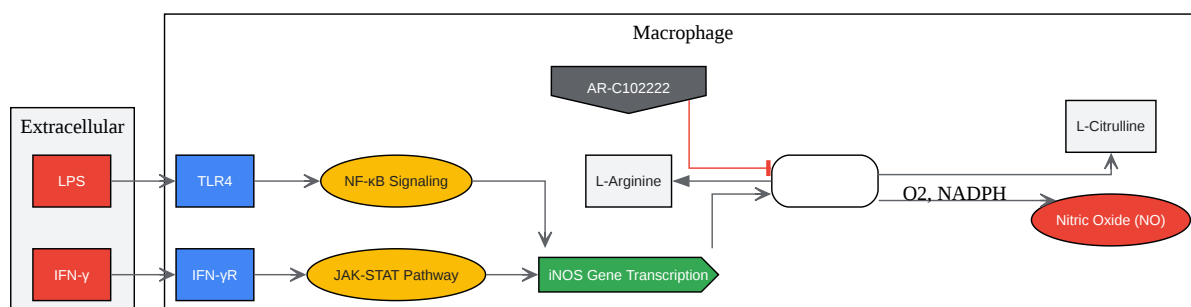 Macrophage
AR-C102222
Extracellular
L-Citrulline
LPS
TLR4
NF-κB Signaling
L-Arginine
O2, NADPH
Nitric Oxide (NO)
IFN-γ
IFN-γR
JAK-STAT Pathway
iNOS Gene Transcription